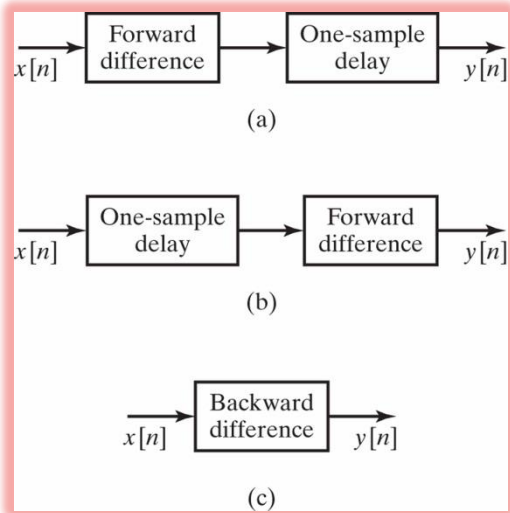 Forward
difference
One-sample
delay
x[n]
y[n]
(a)
One-sample
delay
Forward
difference
x[n]
y[n]
(b)
Backward
difference
x[n]
y[n]
(c)